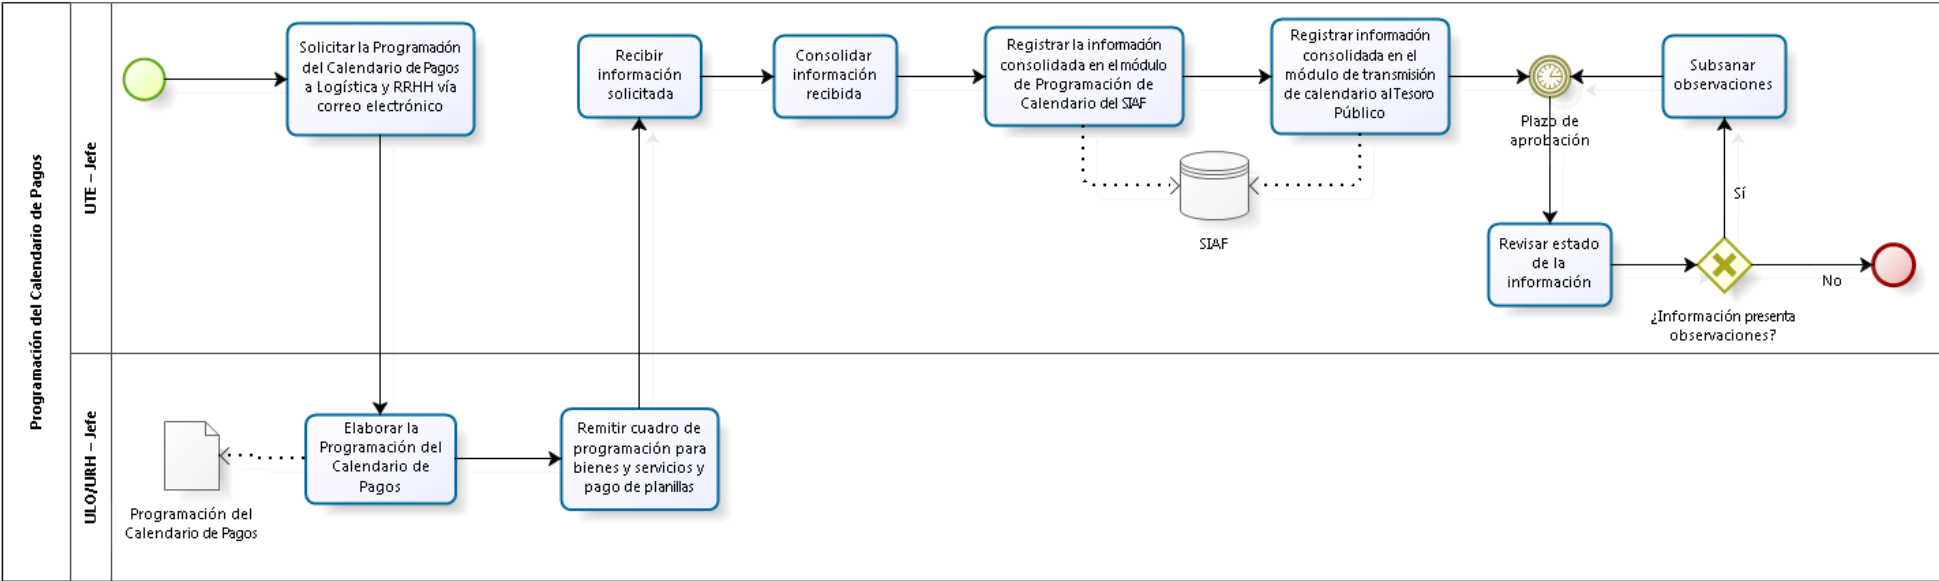 Programación del Calendario de Pagos
UTE – Jefe
Solicitar la Programación
del Calendario de Pagos
a Logística y RRHH vía
correo electrónico
Recibir
información
solicitada
Consolidar
información
recibida
Registrar la información
consolidada en el módulo
de Programación de
Calendario del SIAF
Registrar información
consolidada en el
módulo de transmisión
de calendario al Tesoro
Público
Plazo de
aprobación
Subsanar
observaciones
SIAF
Revisar estado
de la
información
Sí
No
¿Información presenta
observaciones?
ULO/URH – Jefe
Programación del
Calendario de Pagos
Elaborar la
Programación del
Calendario de
Pagos
Remitir cuadro de
programación para
bienes y servicios y
pago de planillas